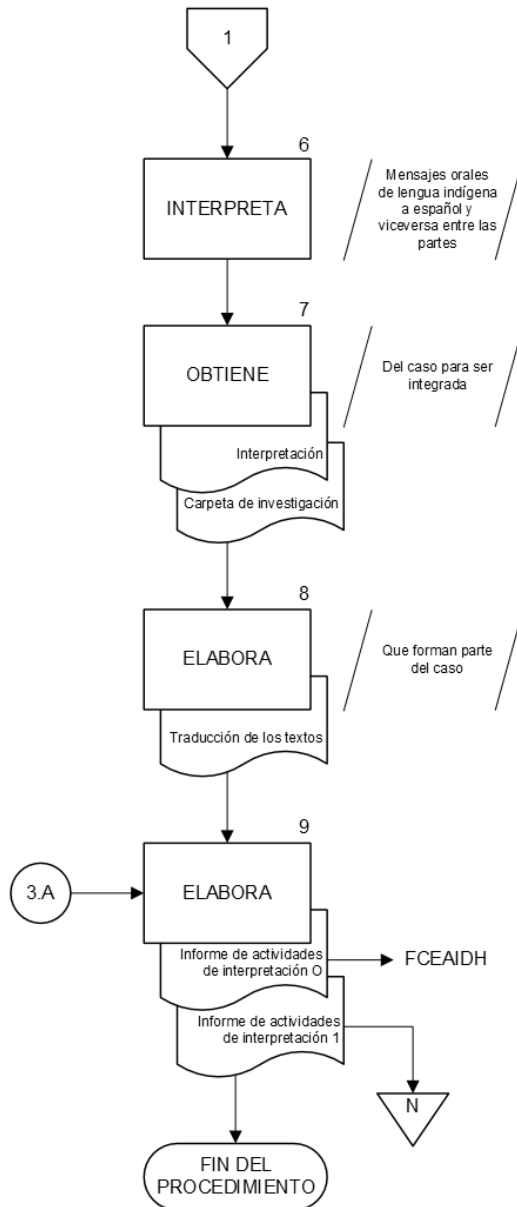 1
6
INTERPRETA
Mensajes orales
de lengua indígena
a español y
viceversa entre las
partes
7
OBTIENE
Del caso para ser
integrada
Interpretación
Carpeta de investigación
8
ELABORA
Que forman parte
del caso
Traducción de los textos
9
3.A
ELABORA
Informe de actividades
de interpretación O
FCEAIDH
Informe de actividades
de interpretación 1
N
FIN DEL
PROCEDIMIENTO